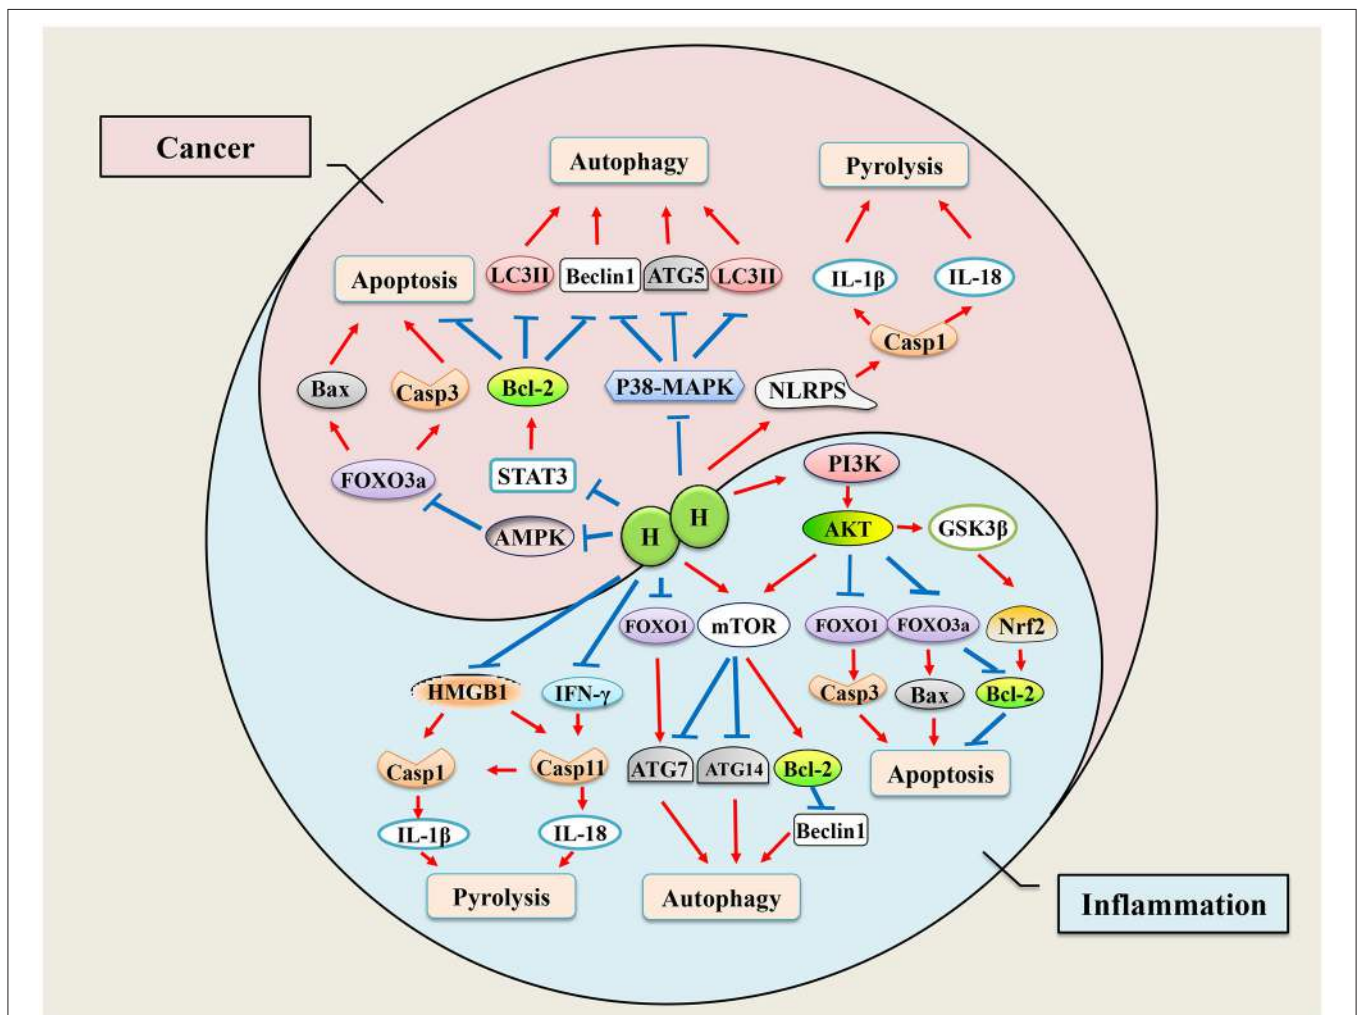 Cancer
Autophagy
Pyrolysis
Apoptosis
LC3II
Beclin1
ATG5
LC3II
IL-1β
IL-18
Casp1
Bax
Casp3
Bcl-2
P38-MAPK
NLRPS
FOXO3a
STAT3
PI3K
AMPK
H
H
AKT
GSK3β
FOXO1
mTOR
FOXO1
FOXO3a
Nrf2
HMGB1
IFN-γ
Casp3
Bax
Bcl-2
Casp1
Casp11
ATG7
ATG14
Bcl-2
Apoptosis
IL-1β
IL-18
Beclin1
Pyrolysis
Autophagy
Inflammation